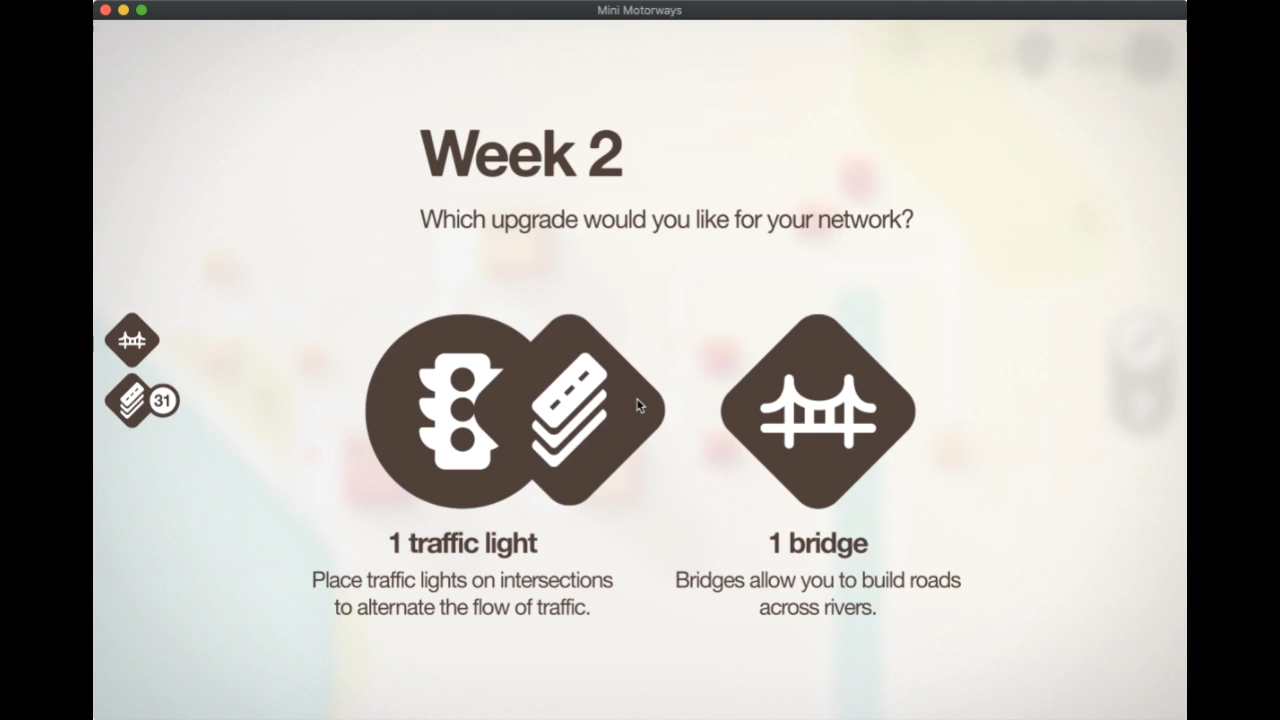 Mini Motorways
Week 2
Which upgrade would you like for your network?
31
1 traffic light
Place traffic lights on intersections
to alternate the flow of traffic.
1 bridge
Bridges allow you to build roads
across rivers.